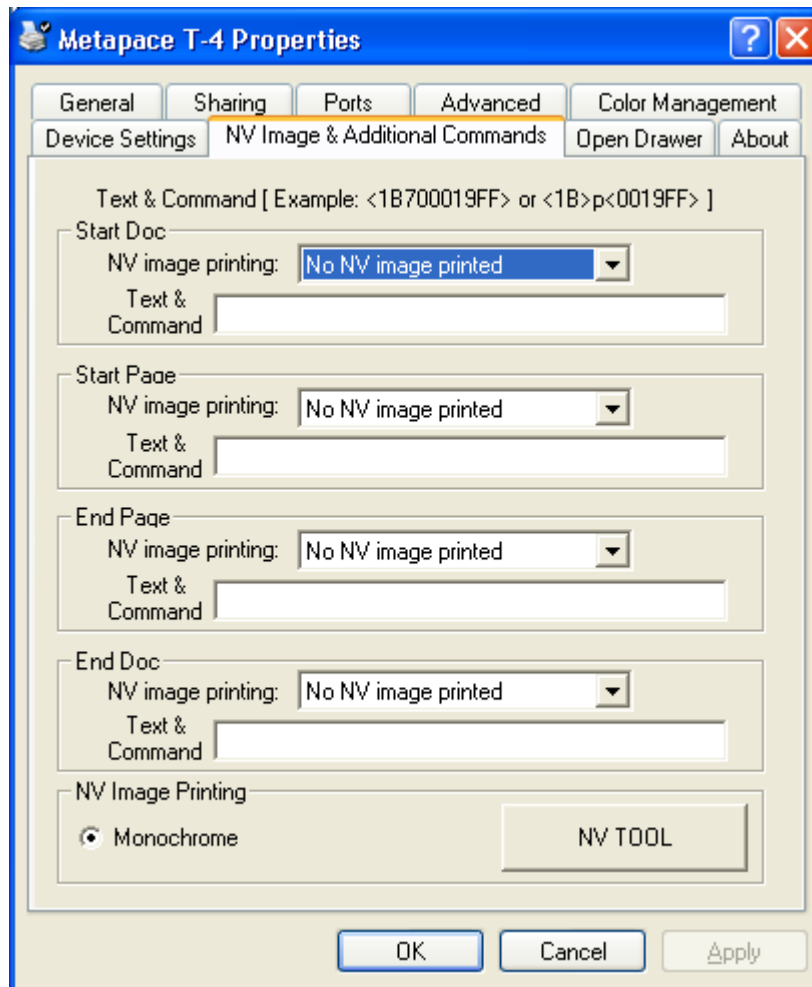 Metapace T-4 Properties
General Sharing Ports Advanced Color Management
Device Settings NV Image & Additional Commands Open Drawer About
Text & Command [ Example: <1B700019FF> or <1B>p<0019FF> ]
Start Doc
NV image printing: No NV image printed
Text &
Command
Start Page
NV image printing: No NV image printed
Text &
Command
End Page
NV image printing: No NV image printed
Text &
Command
End Doc
NV image printing: No NV image printed
Text &
Command
NV Image Printing
Monochrome NV TOOL
OK Cancel Apply